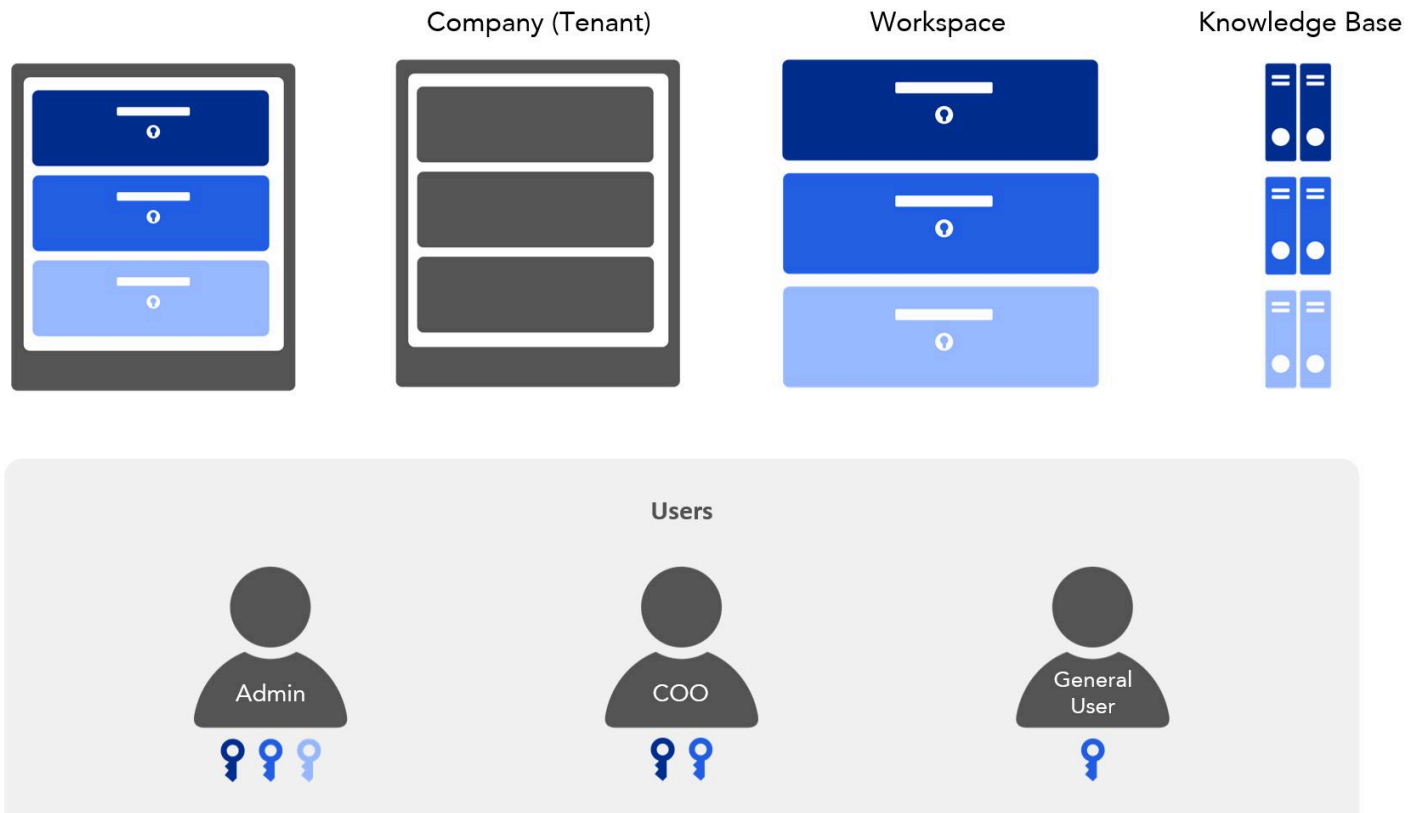 Company (Tenant)
Workspace
Knowledge Base
Users
Admin
COO
General
User